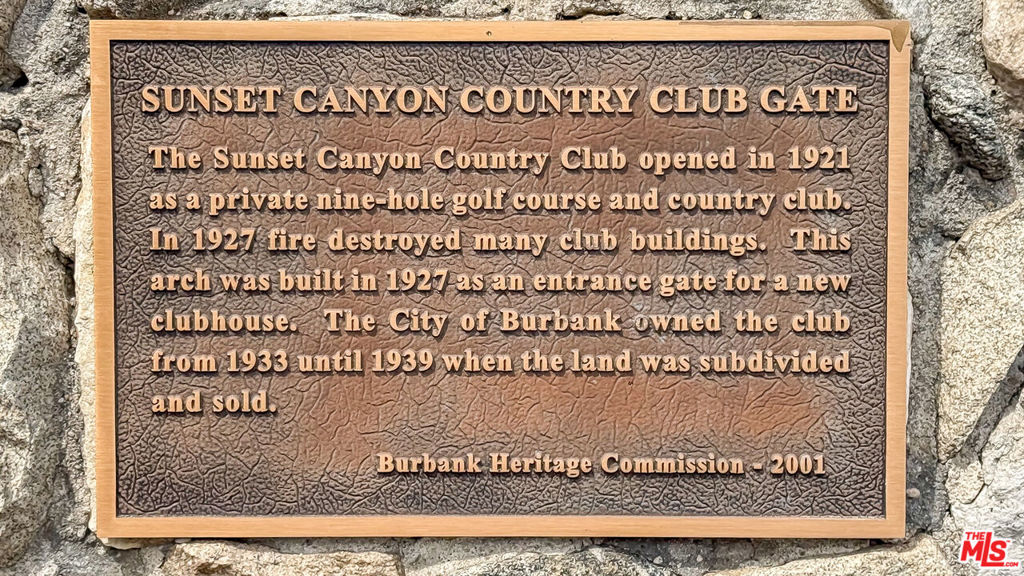 SUNSET CANYON COUNTRY CLUB GATE
The Sunset Canyon Country Club opened in 1921
as a private nine-hole golf course and country club.
In 1927 fire destroyed many club buildings. This
arch was built in 1927 as an entrance gate for a new
clubhouse. The City of Burbank owned the club
from 1933 until 1939 when the land was subdivided
and sold.
Burbank Heritage Commission - 2001
THE
MLS
.COM